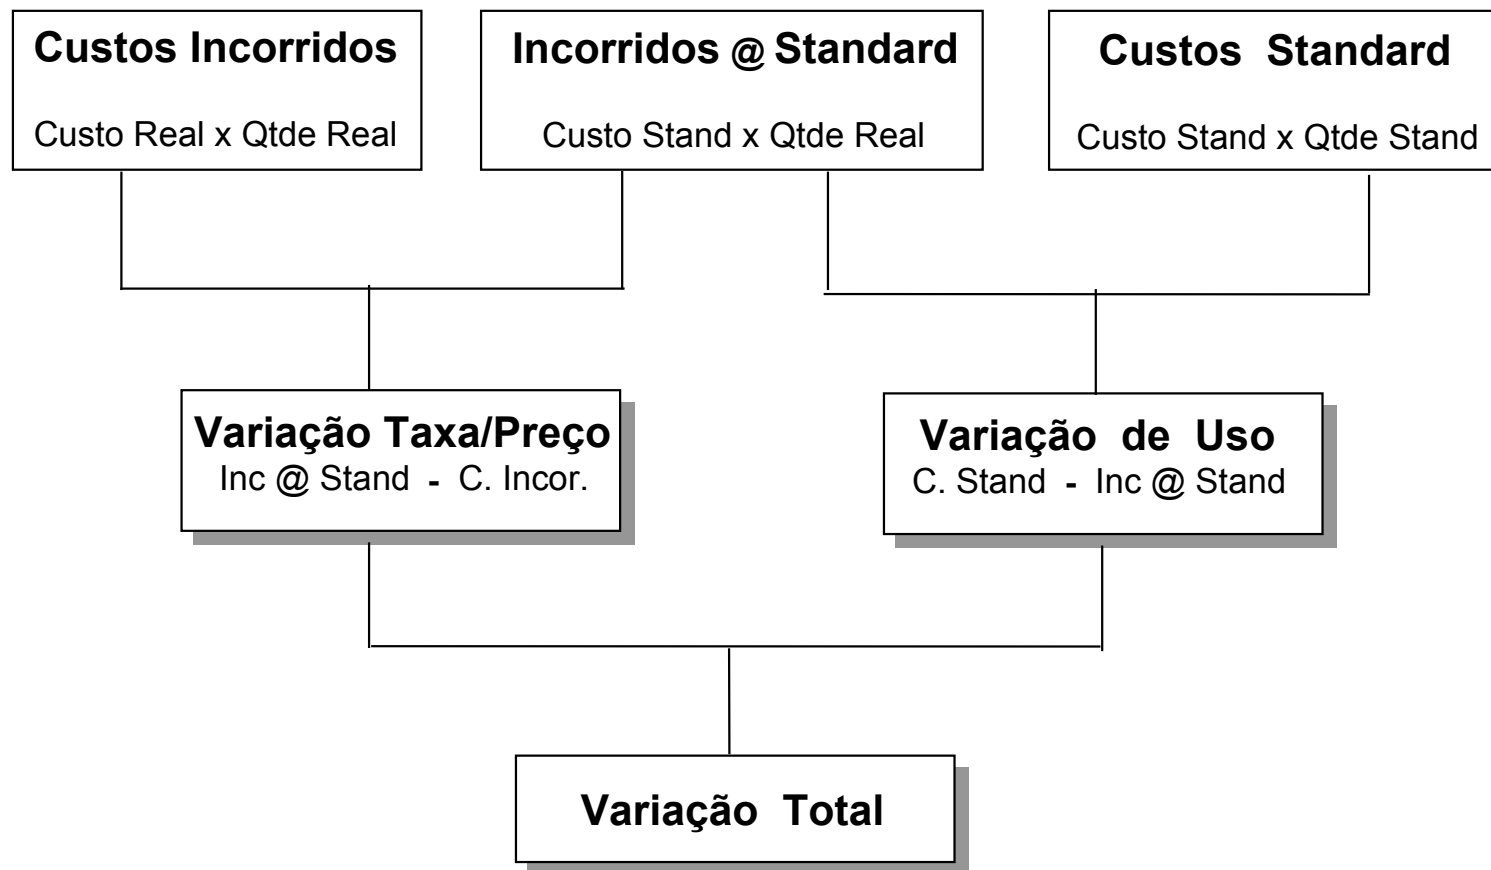 Custos Incorridos
Custo Real x Qtde Real
Incorridos @ Standard
Custo Stand x Qtde Real
Custos Standard
Custo Stand x Qtde Stand
Variação Taxa/Preço
Inc @ Stand - C. Incor.
Variação de Uso
C. Stand - Inc @ Stand
Variação Total